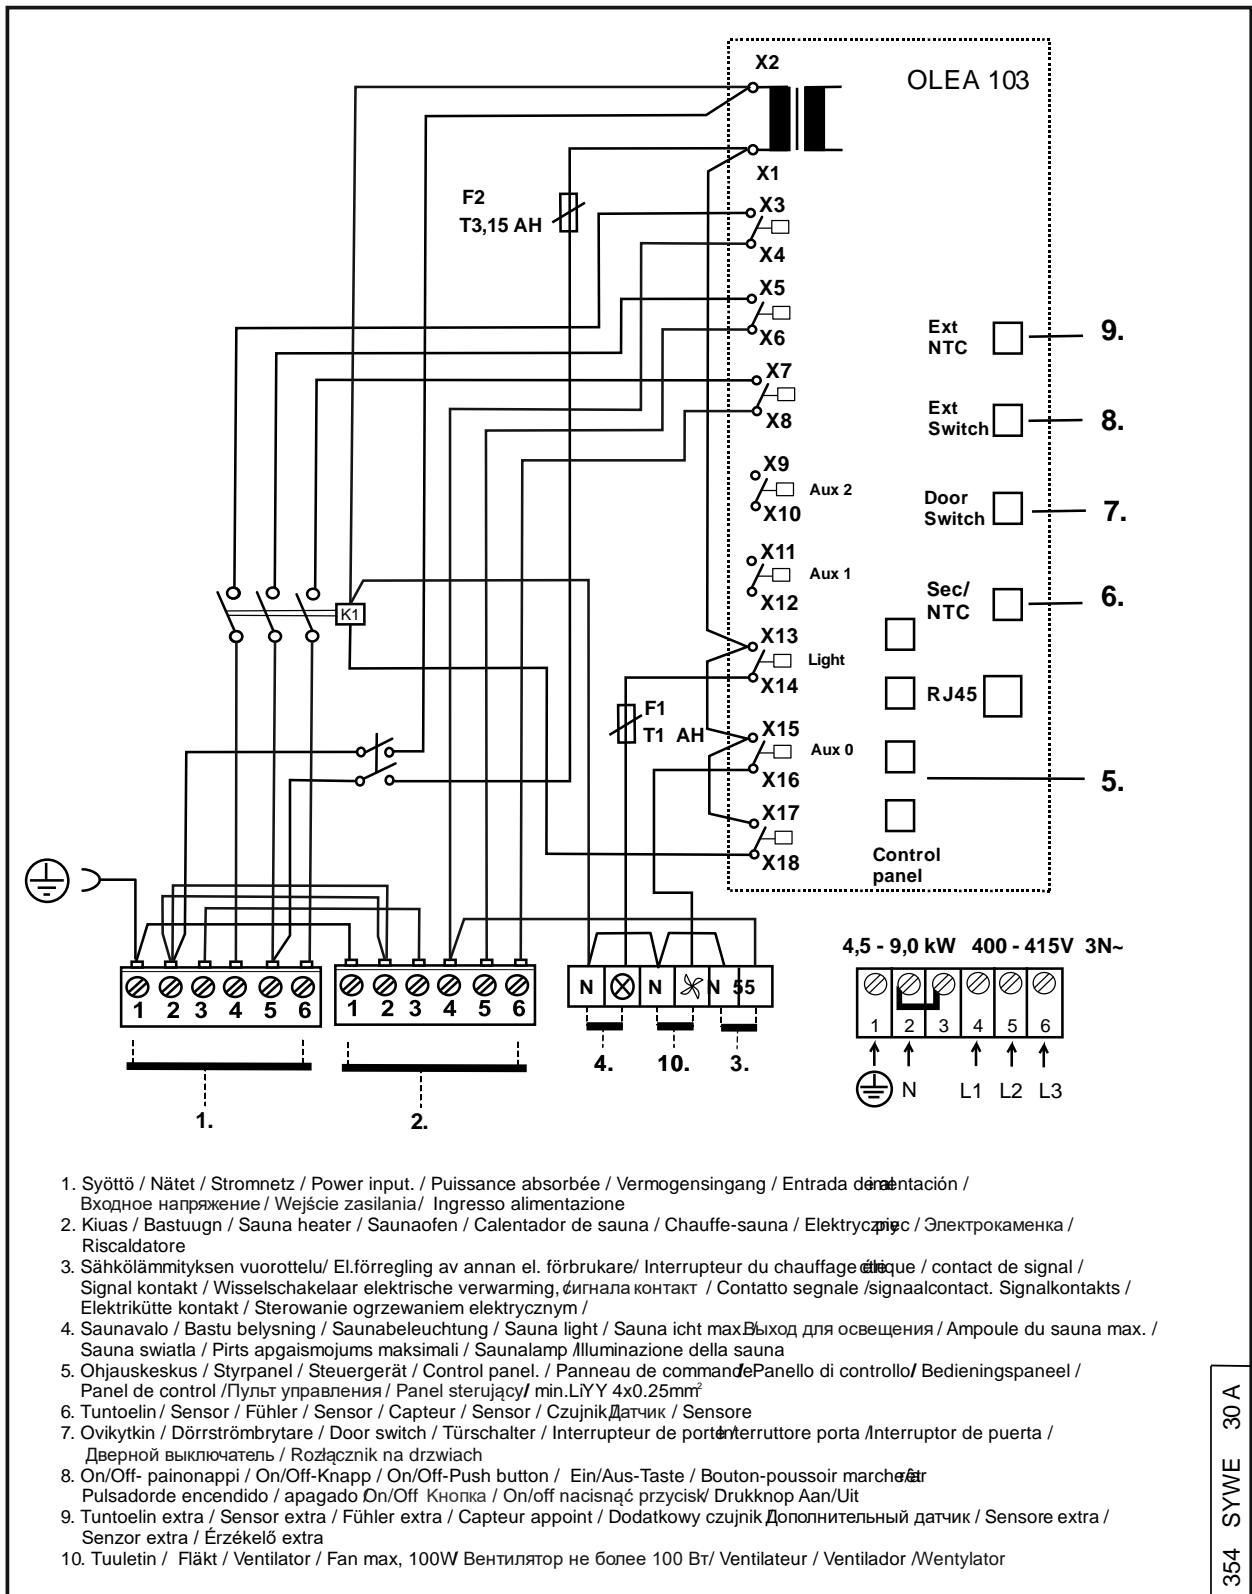 X2
OLEA 103
X1
F2
T3,15 AH
X3
X4
X5
X6
Ext
NTC
9.
X7
X8
Ext
Switch
8.
X9
Aux 2
X10
Door
Switch
7.
X11
Aux 1
X12
Sec/
NTC
6.
K1
X13
Light
X14
RJ45
F1
T1 AH
X15
Aux 0
X16
5.
X17
X18
Control
panel
4,5 - 9,0 kW 400 - 415V 3N~
1 2 3 4 5 6
1 2 3 4 5 6
N N N 55
1 2 3 4 5 6
4. 10. 3.
N L1 L2 L3
1. 2.
1. Syöttö / Nätet / Stromnetz / Power input. / Puissance absorbée / Vermogensingang / Entrada de
Входное напряжение / Wejście zasilania / Ingresso alimentazione
2. Kiuas / Bastuugn / Sauna heater / Saunaofen / Calentador de sauna / Chauffe-sauna / / Электрокаменка /
Riscaldatore
3. Sähkölämmityksen vuorottelu / El.förregling av annan el. förbrukare / Interrupteur du chauffage / contact de signal /
Signal kontakt / Wisselschakelaar elektrische verwarming, контакт / Contatto segnale /signaalcontact. Signalkontakts /
Elektrikütte kontakt / Sterowanie ogrzewaniem elektrycznym /
4. Saunavalo / Bastu belysning / Saunabeleuchtung / Sauna light / Sauna icht max. Выход для освещения / Ampoule du sauna max. /
Sauna swiatla / Pirts apgaismojums maksimali / Saunalamp /Illuminazione della sauna
5. Ohjauskeskus / Styrpanel / Steuergerät / Control panel. / Panneau de commande Panello di controllo / Bedieningspaneel /
Panel de control /Пульт управления / Panel sterujący / min.LiYY 4x0.25mm²
6. Tuntoelin / Sensor / Fühler / Sensor / Capteur / Sensor / Czujnik Датчик / Sensore
7. Ovikytkin / Dörrströmbrytare / Door switch / Türschalter / Interrupteur de porte porta /Interruptor de puerta /
Дверной выключатель / Rozłącznik na drzwiach
8. On/Off- painonappi / On/Off-Knapp / On/Off-Push button / Ein/Aus-Taste / Bouton-poussoir
Pulsadorde encendido / apagado On/Off Кнопка / On/off nacisnąć przycisk / Drukknop Aan/Uit
9. Tuntoelin extra / Sensor extra / Fühler extra / Capteur appoint / Dodatkowy czujnik Дополнительный датчик / Sensore extra /
Senzor extra / Érzékelő extra
10. Tuuletin / Fläkt / Ventilator / Fan max, 100W / Вентилятор не более 100 Вт / Ventilateur / Ventilador /Wentylator
354 SYWE 30 A